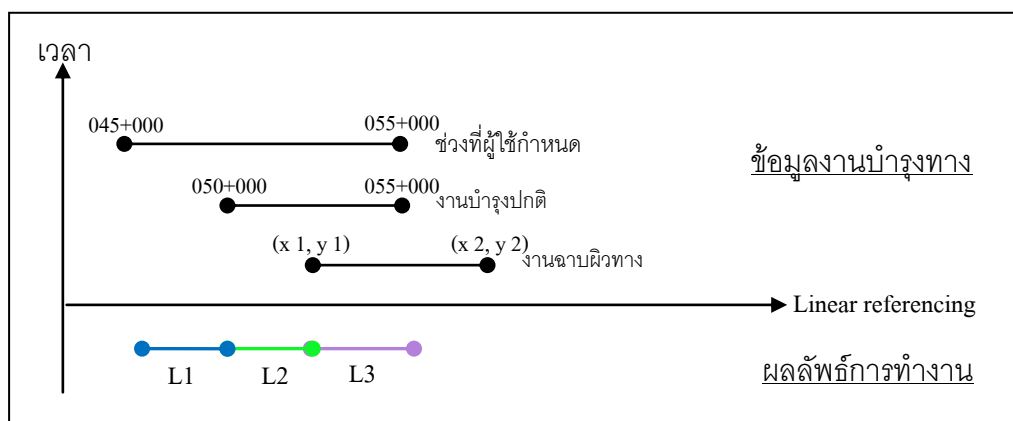 เวลา
045+000 055+000
ช่วงที่ผู้ใช้กำหนด
ข้อมูลงานบำรุงทาง
050+000 055+000
งานบำรุงปกติ
(x 1, y 1) (x 2, y 2)
งานฉาบผิวทาง
Linear referencing
L1 L2 L3
ผลลัพธ์การทำงาน